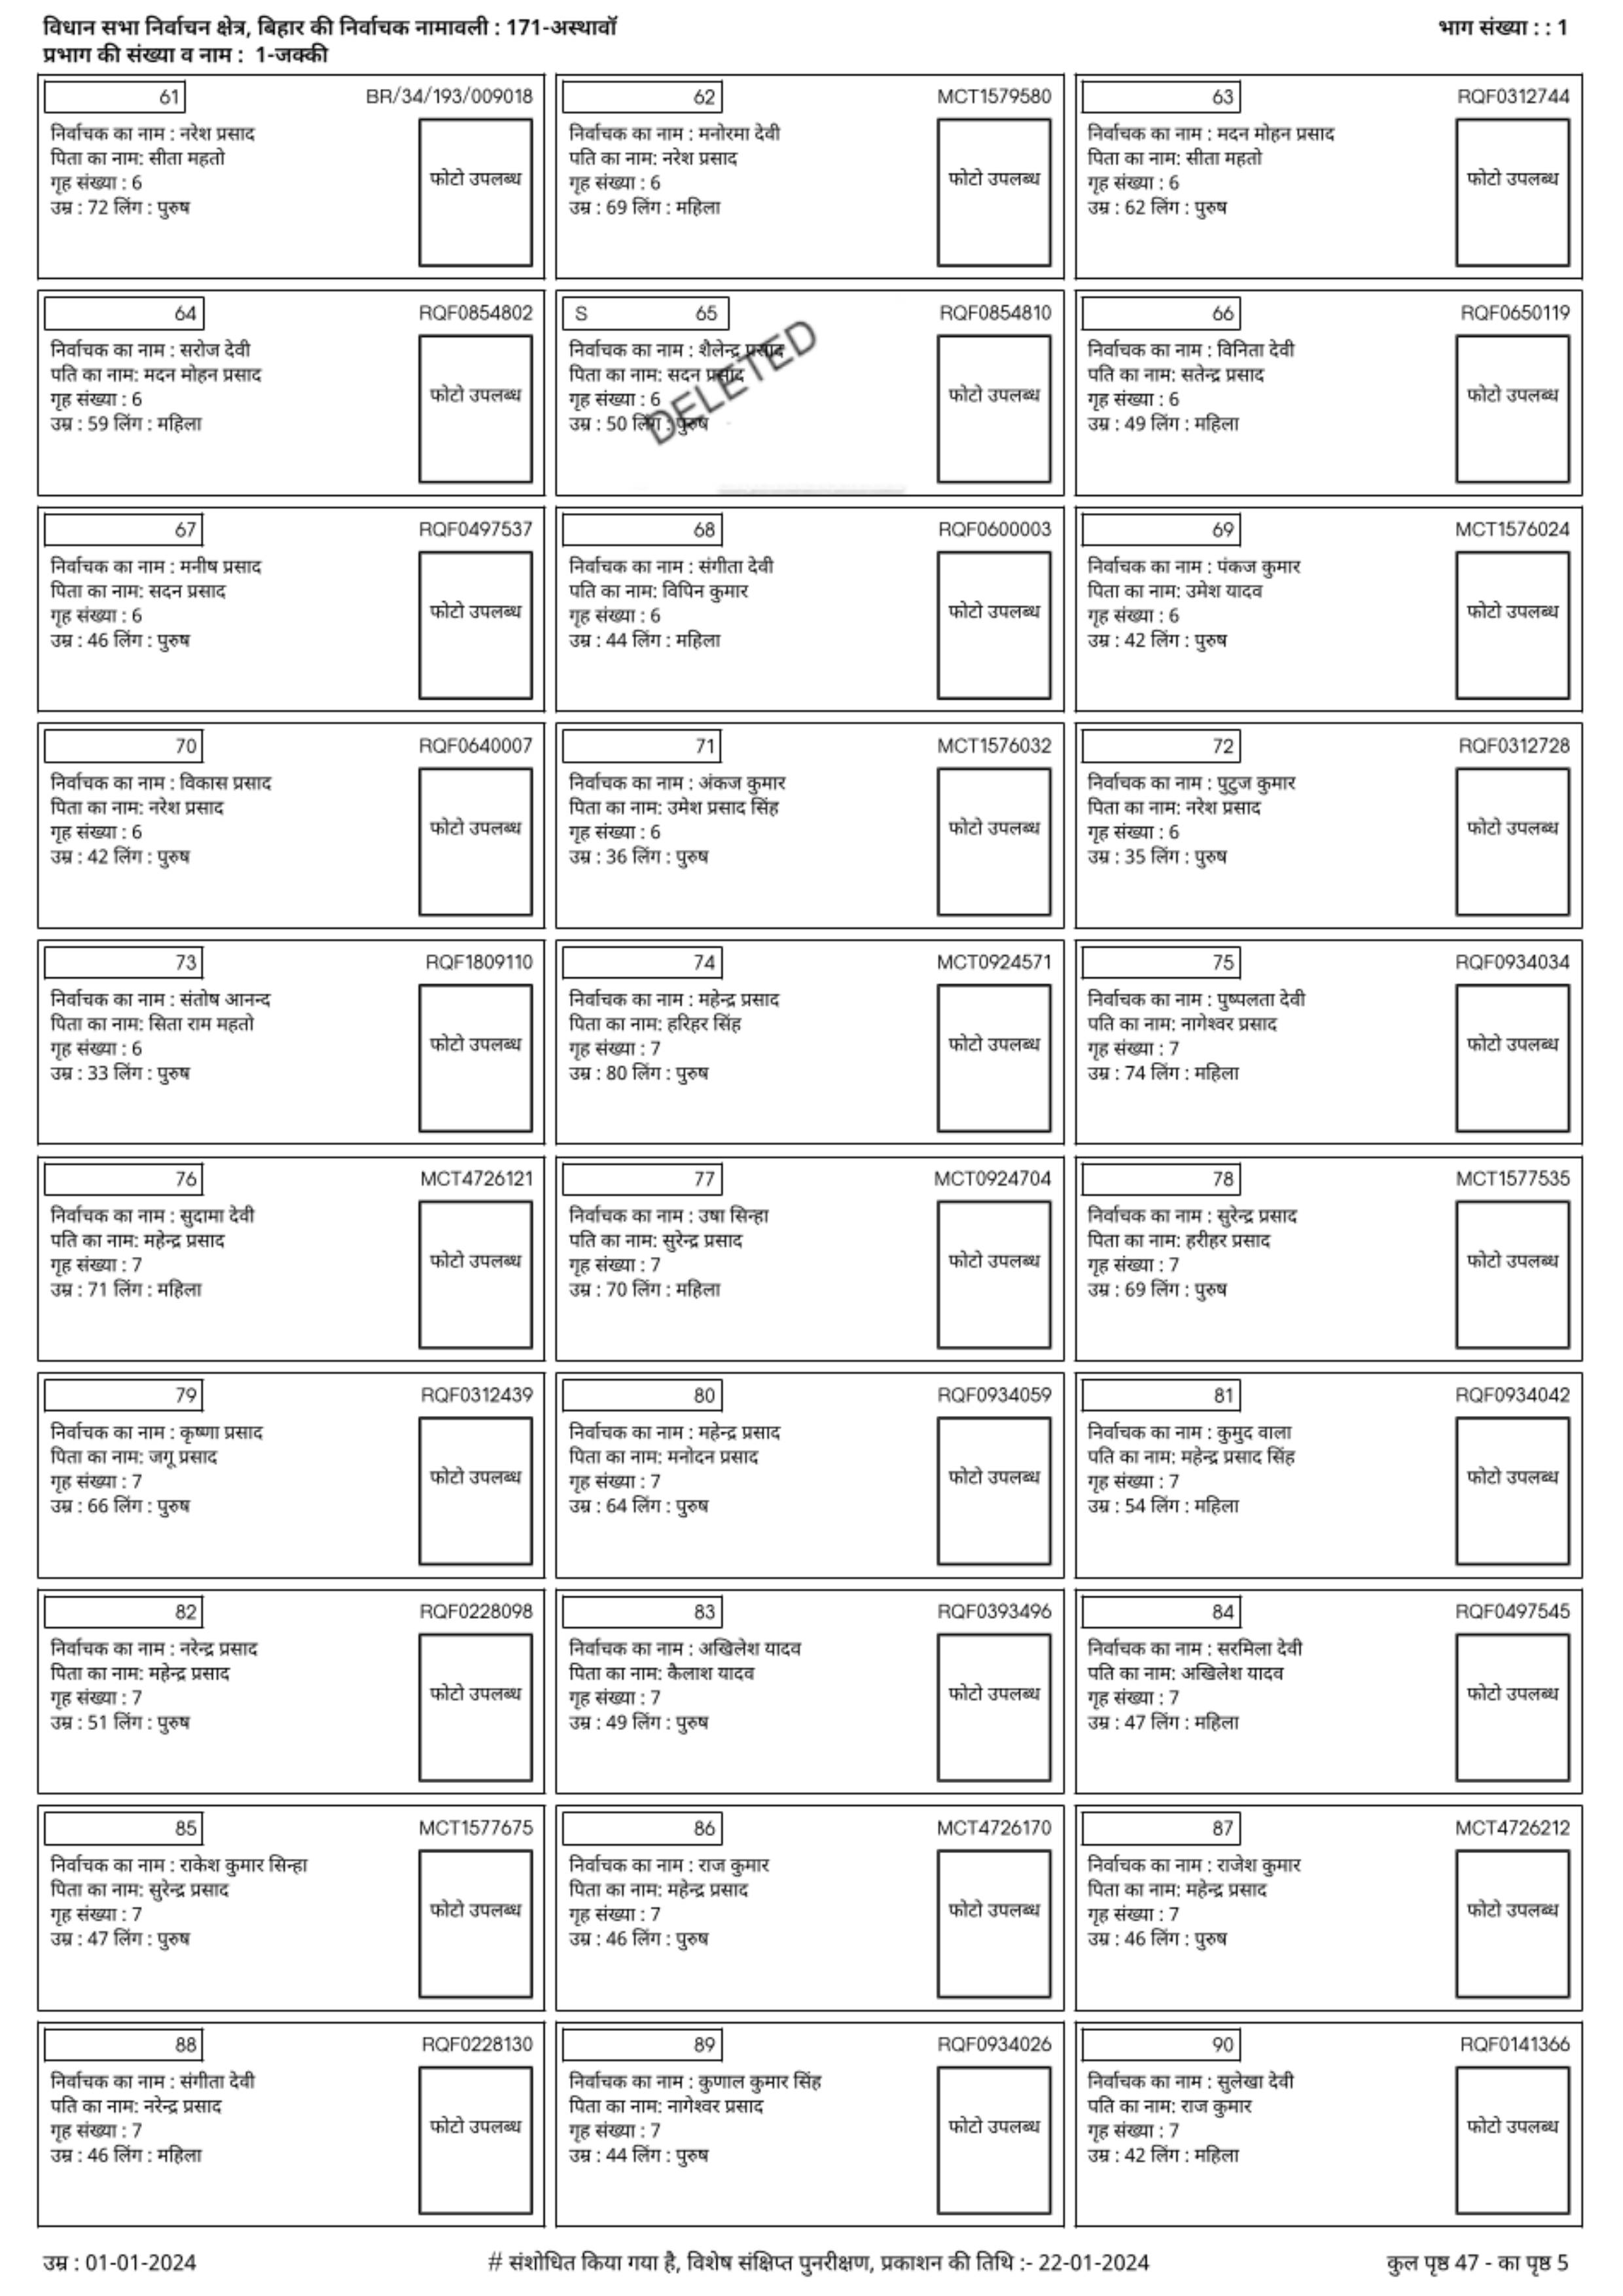 विधान सभा निर्वाचन क्षेत्र, बिहार की निर्वाचक नामावली : 171-अस्थावॉ
भाग संख्या : : 1
प्रभाग की संख्या व नाम : 1-जक्की
61 BR/34/193/009018
निर्वाचक का नाम : नरेश प्रसाद
पिता का नाम: सीता महतो
गृह संख्या : 6
उम्र : 72 लिंग : पुरुष
फोटो उपलब्ध
62 MCT1579580
निर्वाचक का नाम : मनोरमा देवी
पति का नाम: नरेश प्रसाद
गृह संख्या : 6
उम्र : 69 लिंग : महिला
फोटो उपलब्ध
63 RQF0312744
निर्वाचक का नाम : मदन मोहन प्रसाद
पिता का नाम: सीता महतो
गृह संख्या : 6
उम्र : 62 लिंग : पुरुष
फोटो उपलब्ध
64 RQF0854802
निर्वाचक का नाम : सरोज देवी
पति का नाम: मदन मोहन प्रसाद
गृह संख्या : 6
उम्र : 59 लिंग : महिला
फोटो उपलब्ध
S 65 RQF0854810
निर्वाचक का नाम : शैलेन्द्र प्रसाद
पिता का नाम: सदन प्रसाद
गृह संख्या : 6
उम्र : 50 लिंग : पुरुष
DELETED
फोटो उपलब्ध
66 RQF0650119
निर्वाचक का नाम : विनिता देवी
पति का नाम: सतेन्द्र प्रसाद
गृह संख्या : 6
उम्र : 49 लिंग : महिला
फोटो उपलब्ध
67 RQF0497537
निर्वाचक का नाम : मनीष प्रसाद
पिता का नाम: सदन प्रसाद
गृह संख्या : 6
उम्र : 46 लिंग : पुरुष
फोटो उपलब्ध
68 RQF0600003
निर्वाचक का नाम : संगीता देवी
पति का नाम: विपिन कुमार
गृह संख्या : 6
उम्र : 44 लिंग : महिला
फोटो उपलब्ध
69 MCT1576024
निर्वाचक का नाम : पंकज कुमार
पिता का नाम: उमेश यादव
गृह संख्या : 6
उम्र : 42 लिंग : पुरुष
फोटो उपलब्ध
70 RQF0640007
निर्वाचक का नाम : विकास प्रसाद
पिता का नाम: नरेश प्रसाद
गृह संख्या : 6
उम्र : 42 लिंग : पुरुष
फोटो उपलब्ध
71 MCT1576032
निर्वाचक का नाम : अंकज कुमार
पिता का नाम: उमेश प्रसाद सिंह
गृह संख्या : 6
उम्र : 36 लिंग : पुरुष
फोटो उपलब्ध
72 RQF0312728
निर्वाचक का नाम : पुटुज कुमार
पिता का नाम: नरेश प्रसाद
गृह संख्या : 6
उम्र : 35 लिंग : पुरुष
फोटो उपलब्ध
73 RQF1809110
निर्वाचक का नाम : संतोष आनन्द
पिता का नाम: सिता राम महतो
गृह संख्या : 6
उम्र : 33 लिंग : पुरुष
फोटो उपलब्ध
74 MCT0924571
निर्वाचक का नाम : महेन्द्र प्रसाद
पिता का नाम: हरिहर सिंह
गृह संख्या : 7
उम्र : 80 लिंग : पुरुष
फोटो उपलब्ध
75 RQF0934034
निर्वाचक का नाम : पुष्पलता देवी
पति का नाम: नागेश्वर प्रसाद
गृह संख्या : 7
उम्र : 74 लिंग : महिला
फोटो उपलब्ध
76 MCT4726121
निर्वाचक का नाम : सुदामा देवी
पति का नाम: महेन्द्र प्रसाद
गृह संख्या : 7
उम्र : 71 लिंग : महिला
फोटो उपलब्ध
77 MCT0924704
निर्वाचक का नाम : उषा सिन्हा
पति का नाम: सुरेन्द्र प्रसाद
गृह संख्या : 7
उम्र : 70 लिंग : महिला
फोटो उपलब्ध
78 MCT1577535
निर्वाचक का नाम : सुरेन्द्र प्रसाद
पिता का नाम: हरीहर प्रसाद
गृह संख्या : 7
उम्र : 69 लिंग : पुरुष
फोटो उपलब्ध
79 RQF0312439
निर्वाचक का नाम : कृष्णा प्रसाद
पिता का नाम: जगू प्रसाद
गृह संख्या : 7
उम्र : 66 लिंग : पुरुष
फोटो उपलब्ध
80 RQF0934059
निर्वाचक का नाम : महेन्द्र प्रसाद
पिता का नाम: मनोदन प्रसाद
गृह संख्या : 7
उम्र : 64 लिंग : पुरुष
फोटो उपलब्ध
81 RQF0934042
निर्वाचक का नाम : कुमुद वाला
पति का नाम: महेन्द्र प्रसाद सिंह
गृह संख्या : 7
उम्र : 54 लिंग : महिला
फोटो उपलब्ध
82 RQF0228098
निर्वाचक का नाम : नरेन्द्र प्रसाद
पिता का नाम: महेन्द्र प्रसाद
गृह संख्या : 7
उम्र : 51 लिंग : पुरुष
फोटो उपलब्ध
83 RQF0393496
निर्वाचक का नाम : अखिलेश यादव
पिता का नाम: कैलाश यादव
गृह संख्या : 7
उम्र : 49 लिंग : पुरुष
फोटो उपलब्ध
84 RQF0497545
निर्वाचक का नाम : सरमिला देवी
पति का नाम: अखिलेश यादव
गृह संख्या : 7
उम्र : 47 लिंग : महिला
फोटो उपलब्ध
85 MCT1577675
निर्वाचक का नाम : राकेश कुमार सिन्हा
पिता का नाम: सुरेन्द्र प्रसाद
गृह संख्या : 7
उम्र : 47 लिंग : पुरुष
फोटो उपलब्ध
86 MCT4726170
निर्वाचक का नाम : राज कुमार
पिता का नाम: महेन्द्र प्रसाद
गृह संख्या : 7
उम्र : 46 लिंग : पुरुष
फोटो उपलब्ध
87 MCT4726212
निर्वाचक का नाम : राजेश कुमार
पिता का नाम: महेन्द्र प्रसाद
गृह संख्या : 7
उम्र : 46 लिंग : पुरुष
फोटो उपलब्ध
88 RQF0228130
निर्वाचक का नाम : संगीता देवी
पति का नाम: नरेन्द्र प्रसाद
गृह संख्या : 7
उम्र : 46 लिंग : महिला
फोटो उपलब्ध
89 RQF0934026
निर्वाचक का नाम : कुणाल कुमार सिंह
पिता का नाम: नागेश्वर प्रसाद
गृह संख्या : 7
उम्र : 44 लिंग : पुरुष
फोटो उपलब्ध
90 RQF0141366
निर्वाचक का नाम : सुलेखा देवी
पति का नाम: राज कुमार
गृह संख्या : 7
उम्र : 42 लिंग : महिला
फोटो उपलब्ध
उम्र : 01-01-2024
# संशोधित किया गया है, विशेष संक्षिप्त पुनरीक्षण, प्रकाशन की तिथि :- 22-01-2024
कुल पृष्ठ 47 - का पृष्ठ 5